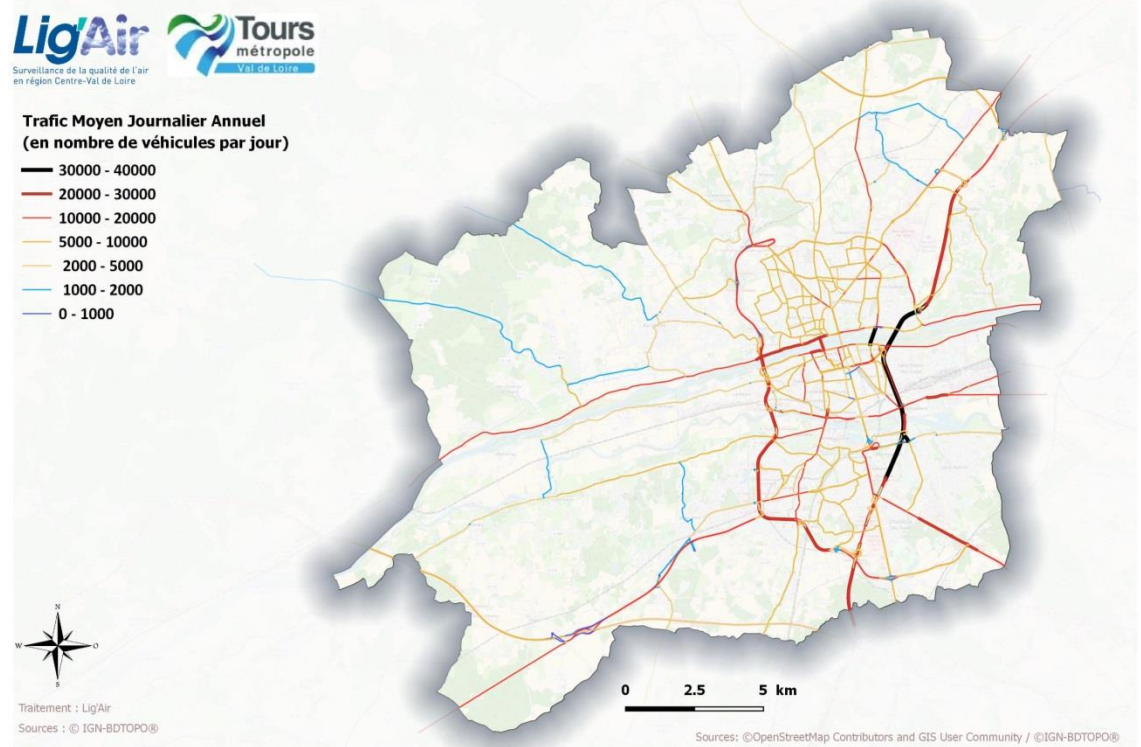 Lig'Air
Surveillance de la qualité de l'air
en région Centre-Val de Loire
Tours
métropole
Val de Loire
Trafic Moyen Journalier Annuel
(en nombre de véhicules par jour)
30000 - 40000
20000 - 30000
10000 - 20000
5000 - 10000
2000 - 5000
1000 - 2000
0 - 1000
N
W
O
S
0 2.5 5 km
Traitement : Lig'Air
Sources : © IGN-BDTOPO®
Sources: ©OpenStreetMap Contributors and GIS User Community / ©IGN-BDTOPO®